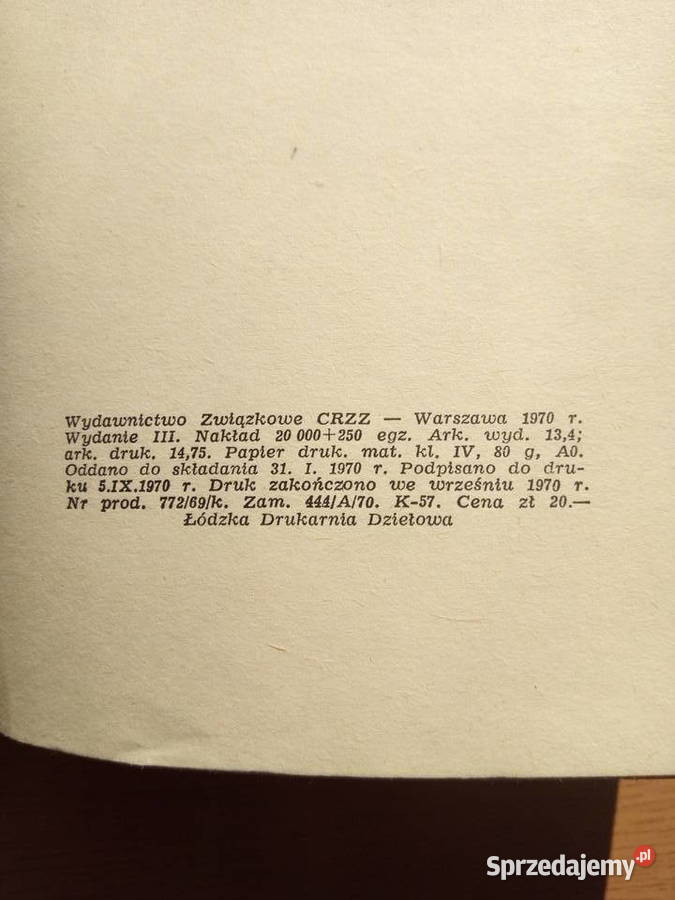 Wydawnictwo Związkowe CRZZ — Warszawa 1970 r.
Wydanie III. Nakład 20 000+250 egz. Ark. wyd. 13,4;
ark. druk. 14,75. Papier druk. mat. kl. IV, 80 g, A0.
Oddano do składania 31. I. 1970 r. Podpisano do dru-
ku 5.IX.1970 r. Druk zakończono we wrześniu 1970 r.
Nr prod. 772/69/k. Zam. 444/A/70. K-57. Cena zł 20.—
Łódzka Drukarnia Dziełowa
Sprzedajemy.pl